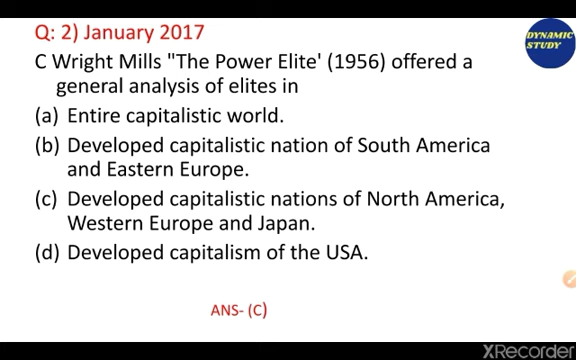 Q: 2) January 2017
DYNAMIC
STUDY
C Wright Mills "The Power Elite' (1956) offered a
general analysis of elites in
(a) Entire capitalistic world.
(b) Developed capitalistic nation of South America
and Eastern Europe.
(c) Developed capitalistic nations of North America,
Western Europe and Japan.
(d) Developed capitalism of the USA.
ANS- (C)
XRecorder